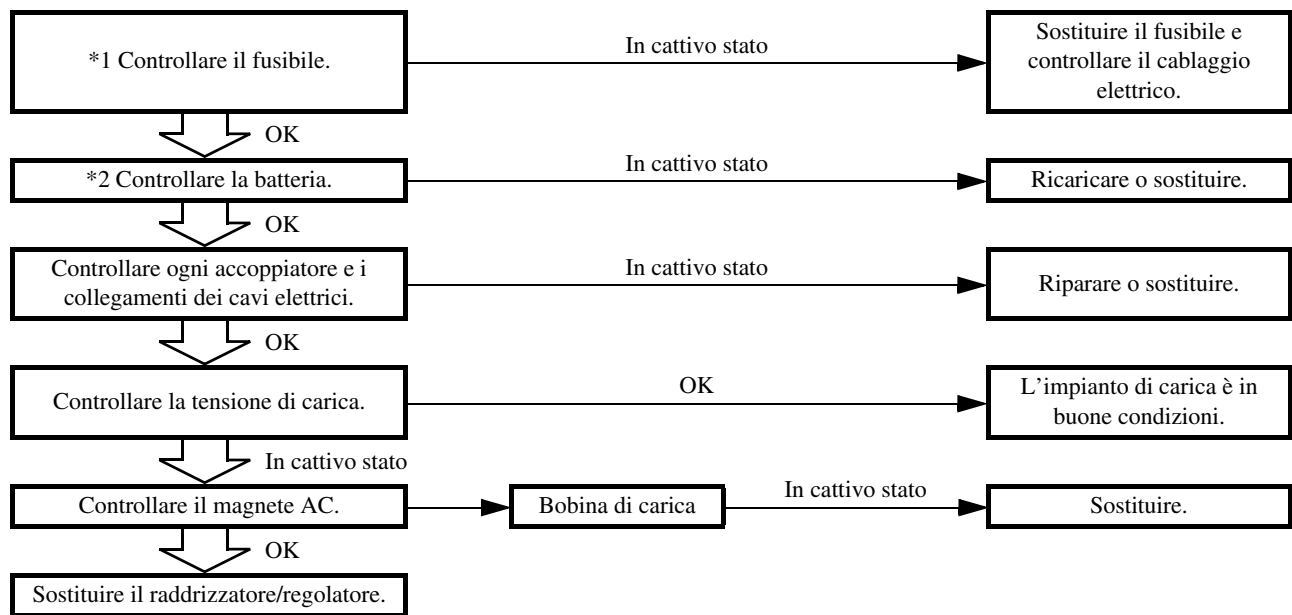 *1 Controllare il fusibile.
In cattivo stato
Sostituire il fusibile e
controllare il cablaggio
elettrico.
OK
*2 Controllare la batteria.
In cattivo stato
Ricaricare o sostituire.
OK
Controllare ogni accoppiatore e i
collegamenti dei cavi elettrici.
In cattivo stato
Riparare o sostituire.
OK
Controllare la tensione di carica.
OK
L'impianto di carica è in
buone condizioni.
In cattivo stato
Controllare il magnete AC.
Bobina di carica
In cattivo stato
Sostituire.
OK
Sostituire il raddrizzatore/regolatore.